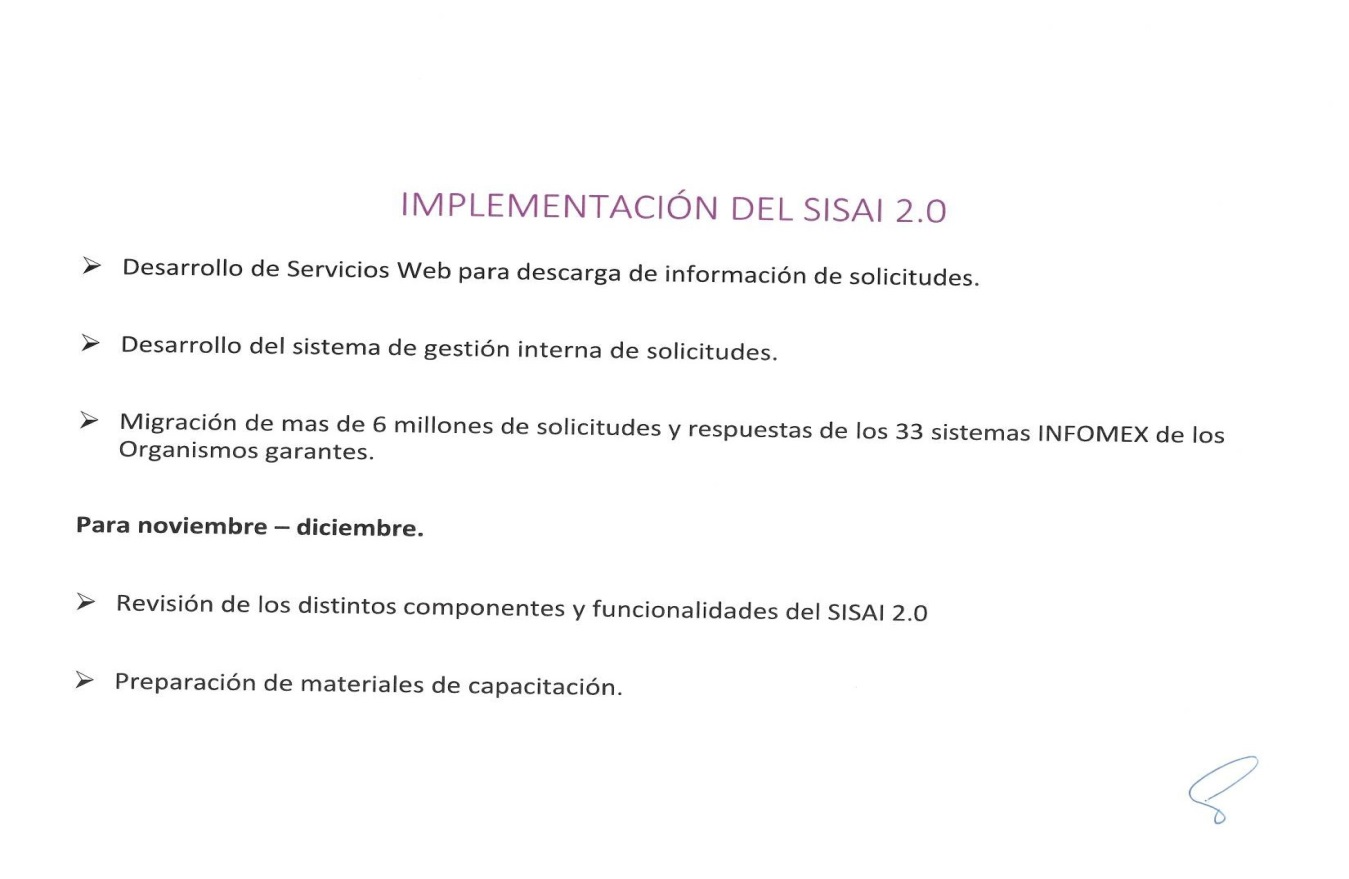 IMPLEMENTACIÓN DEL SISAI 2.0
➢ Desarrollo de Servicios Web para descarga de información de solicitudes.
➢ Desarrollo del sistema de gestión interna de solicitudes.
➢ Migración de mas de 6 millones de solicitudes y respuestas de los 33 sistemas INFOMEX de los
Organismos garantes.
Para noviembre – diciembre.
➢ Revisión de los distintos componentes y funcionalidades del SISAI 2.0
➢ Preparación de materiales de capacitación.